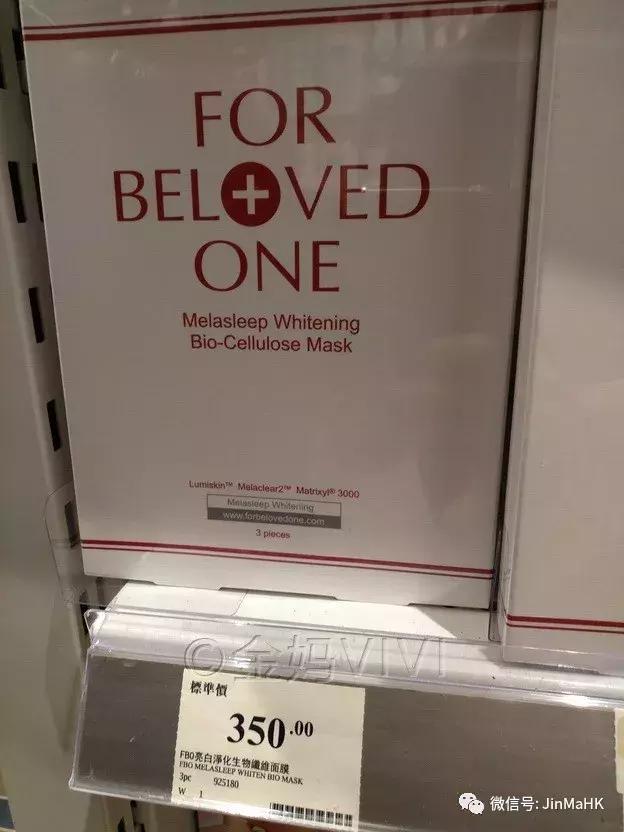 FOR
BELOVED
ONE
Melasleep Whitening
Bio-Cellulose Mask
Lumiskin™ Melaclear2™ Matrixyl® 3000
Melasleep Whitening
www.forbelovedone.com
3 pieces
©金妈VIVI
標準價
350.00
FBO亮白淨化生物纖維面膜
FBO MELASLEEP WHITEN BIO MASK
3pc 925180
W 1
微信号: JinMaHK